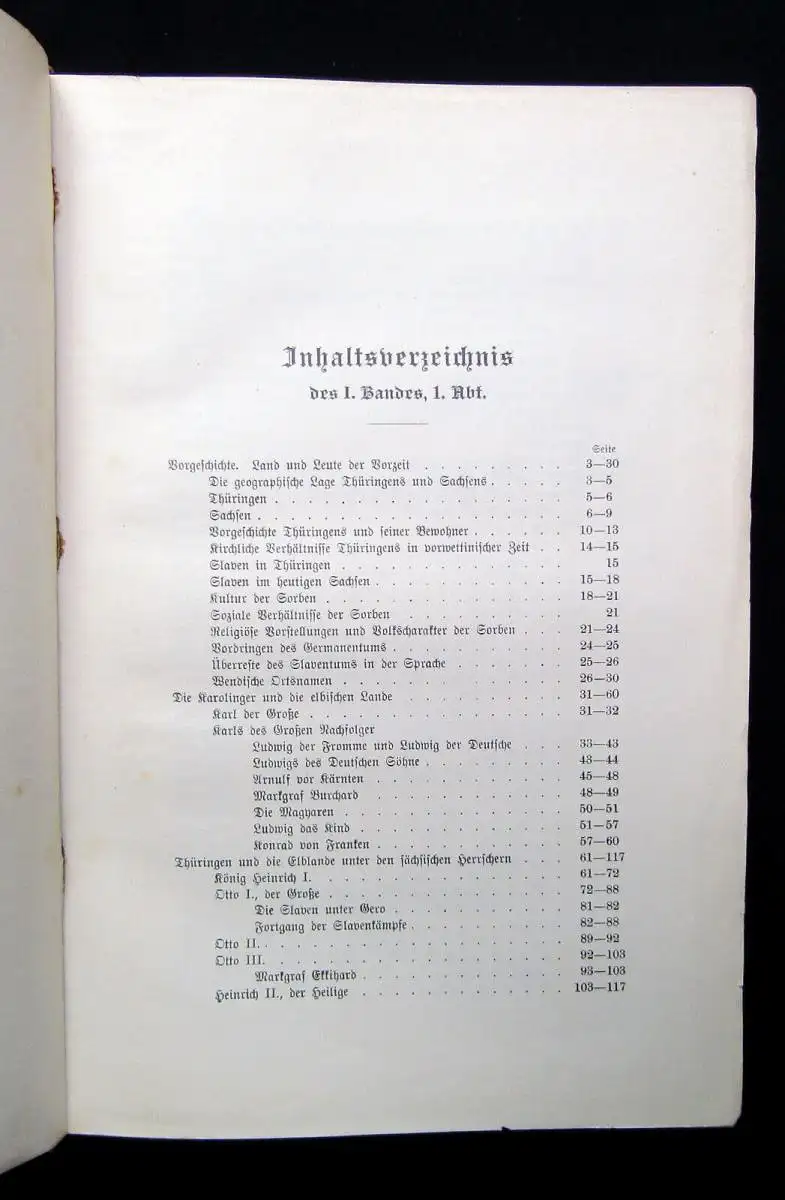 Inhaltsverzeichnis
des I. Bandes, 1. Abt.
Seite
Vorgeschichte. Land und Leute der Vorzeit . . . . . . . . . 3—30
Die geographische Lage Thüringens und Sachsens . . . . . 3—5
Thüringen . . . . . . . . . . . . . . . . . . 5—6
Sachsen . . . . . . . . . . . . . . . . . . . 6—9
Vorgeschichte Thüringens und seiner Bewohner . . . . . . 10—13
Kirchliche Verhältnisse Thüringens in vorwettinischer Zeit . . 14—15
Slaven in Thüringen . . . . . . . . . . . . . . 15
Slaven im heutigen Sachsen . . . . . . . . . . . . 15—18
Kultur der Sorben . . . . . . . . . . . . . . . 18—21
Soziale Verhältnisse der Sorben . . . . . . . . . . 21
Religiöse Vorstellungen und Volkscharakter der Sorben . . . 21—24
Vordringen des Germanentums . . . . . . . . . . . 24—25
Überreste des Slaventums in der Sprache . . . . . . . 25—26
Wendische Ortsnamen . . . . . . . . . . . . . . 26—30
Die Karolinger und die elbischen Lande . . . . . . . . . . 31—60
Karl der Große . . . . . . . . . . . . . . . . 31—32
Karls des Großen Nachfolger
Ludwig der Fromme und Ludwig der Deutsche . . . 33—43
Ludwigs des Deutschen Söhne . . . . . . . . . 43—44
Arnulf vor Kärnten . . . . . . . . . . . . 45—48
Markgraf Burchard . . . . . . . . . . . . 48—49
Die Magyaren . . . . . . . . . . . . . . 50—51
Ludwig das Kind . . . . . . . . . . . . . 51—57
Konrad von Franken . . . . . . . . . . . . 57—60
Thüringen und die Elblande unter den sächsischen Herrschern . . . 61—117
König Heinrich I. . . . . . . . . . . . . . . . 61—72
Otto I., der Große . . . . . . . . . . . . . . . 72—88
Die Slaven unter Gero . . . . . . . . . . . 81—82
Fortgang der Slavenkämpfe . . . . . . . . . . 82—88
Otto II. . . . . . . . . . . . . . . . . . . . 89—92
Otto III. . . . . . . . . . . . . . . . . . . 92—103
Markgraf Ekkihard . . . . . . . . . . . . . 93—103
Heinrich II., der Heilige . . . . . . . . . . . . . 103—117